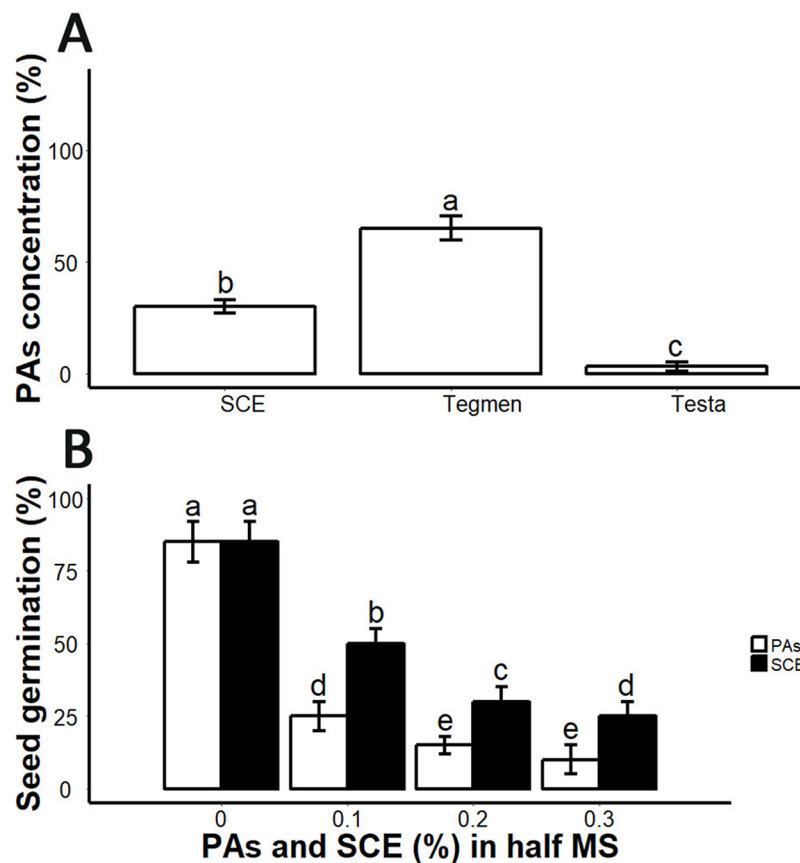 A
PAs concentration (%)
100
50
0
b
a
c
SCE
Tegmen
Testa
B
Seed germination (%)
100
75
50
25
0
a
a
d
b
e
c
e
d
0
0.1
0.2
0.3
PAs and SCE (%) in half MS
PAs
SCE